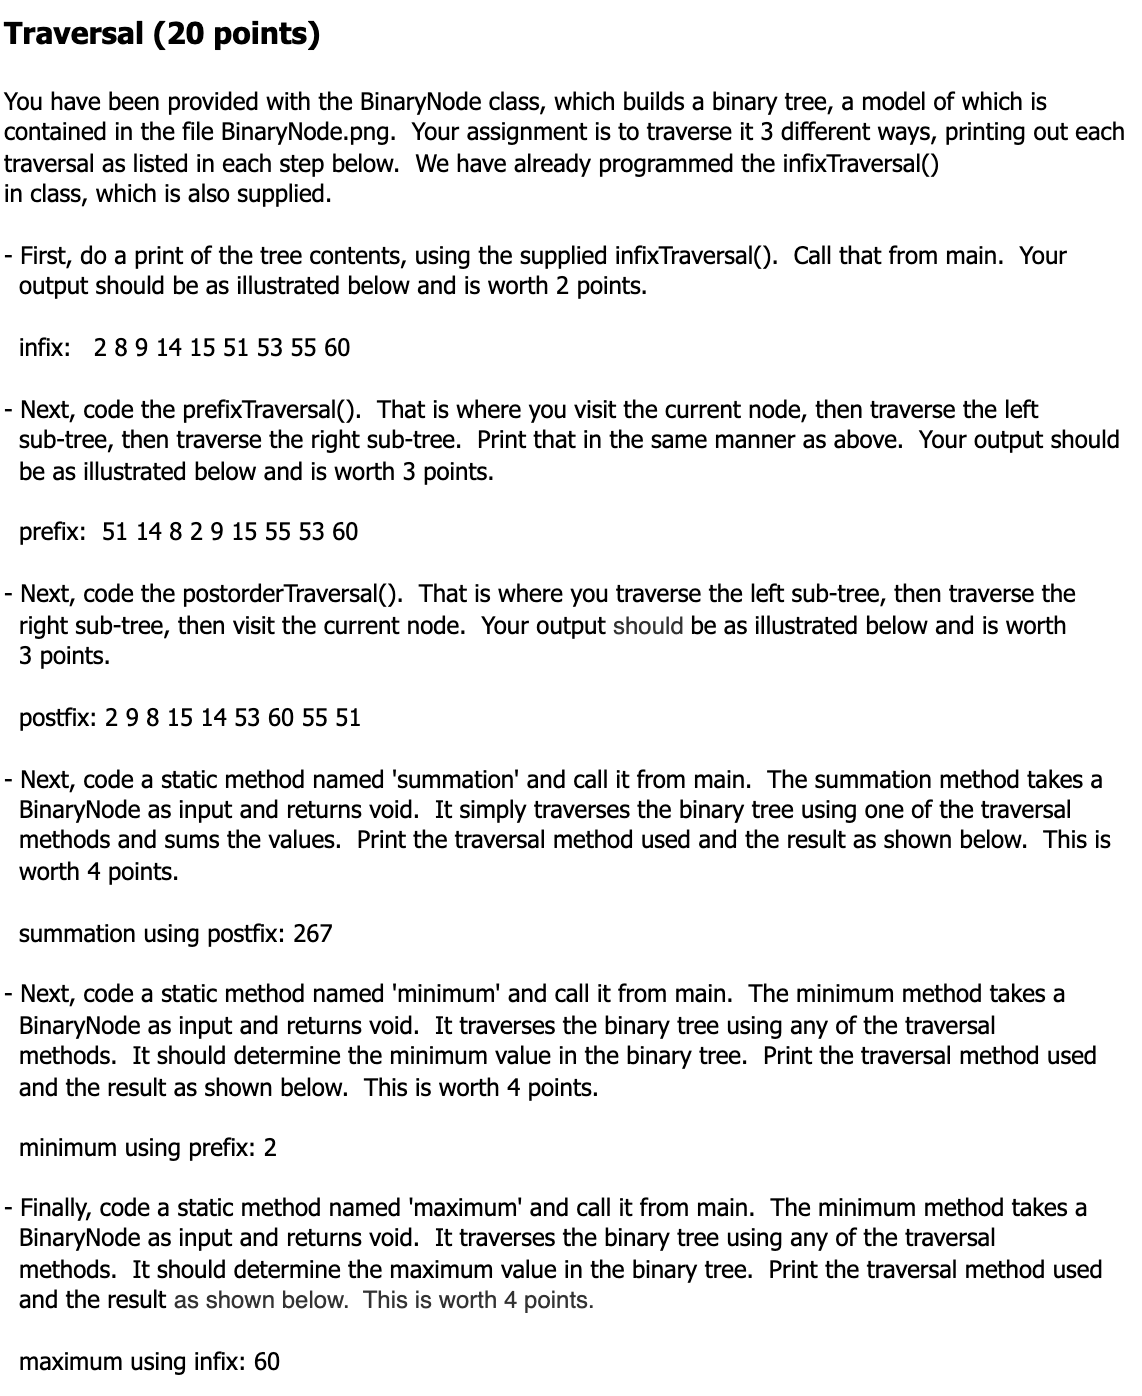 Traversal (20 points)
You have been provided with the BinaryNode class, which builds a binary tree, a model of which is
contained in the file BinaryNode.png.  Your assignment is to traverse it 3 different ways, printing out each
traversal as listed in each step below.  We have already programmed the infixTraversal()
in class, which is also supplied.
- First, do a print of the tree contents, using the supplied infixTraversal().  Call that from main.  Your
output should be as illustrated below and is worth 2 points.
infix:   2 8 9 14 15 51 53 55 60
- Next, code the prefixTraversal().  That is where you visit the current node, then traverse the left
sub-tree, then traverse the right sub-tree.  Print that in the same manner as above.  Your output should
be as illustrated below and is worth 3 points.
prefix:  51 14 8 2 9 15 55 53 60
- Next, code the postorderTraversal().  That is where you traverse the left sub-tree, then traverse the
right sub-tree, then visit the current node.  Your output should be as illustrated below and is worth
3 points.
postfix: 2 9 8 15 14 53 60 55 51
- Next, code a static method named 'summation' and call it from main.  The summation method takes a
BinaryNode as input and returns void.  It simply traverses the binary tree using one of the traversal
methods and sums the values.  Print the traversal method used and the result as shown below.  This is
worth 4 points.
summation using postfix: 267
- Next, code a static method named 'minimum' and call it from main.  The minimum method takes a
BinaryNode as input and returns void.  It traverses the binary tree using any of the traversal
methods.  It should determine the minimum value in the binary tree.  Print the traversal method used
and the result as shown below.  This is worth 4 points.
minimum using prefix: 2
- Finally, code a static method named 'maximum' and call it from main.  The minimum method takes a
BinaryNode as input and returns void.  It traverses the binary tree using any of the traversal
methods.  It should determine the maximum value in the binary tree.  Print the traversal method used
and the result as shown below.  This is worth 4 points.
maximum using infix: 60